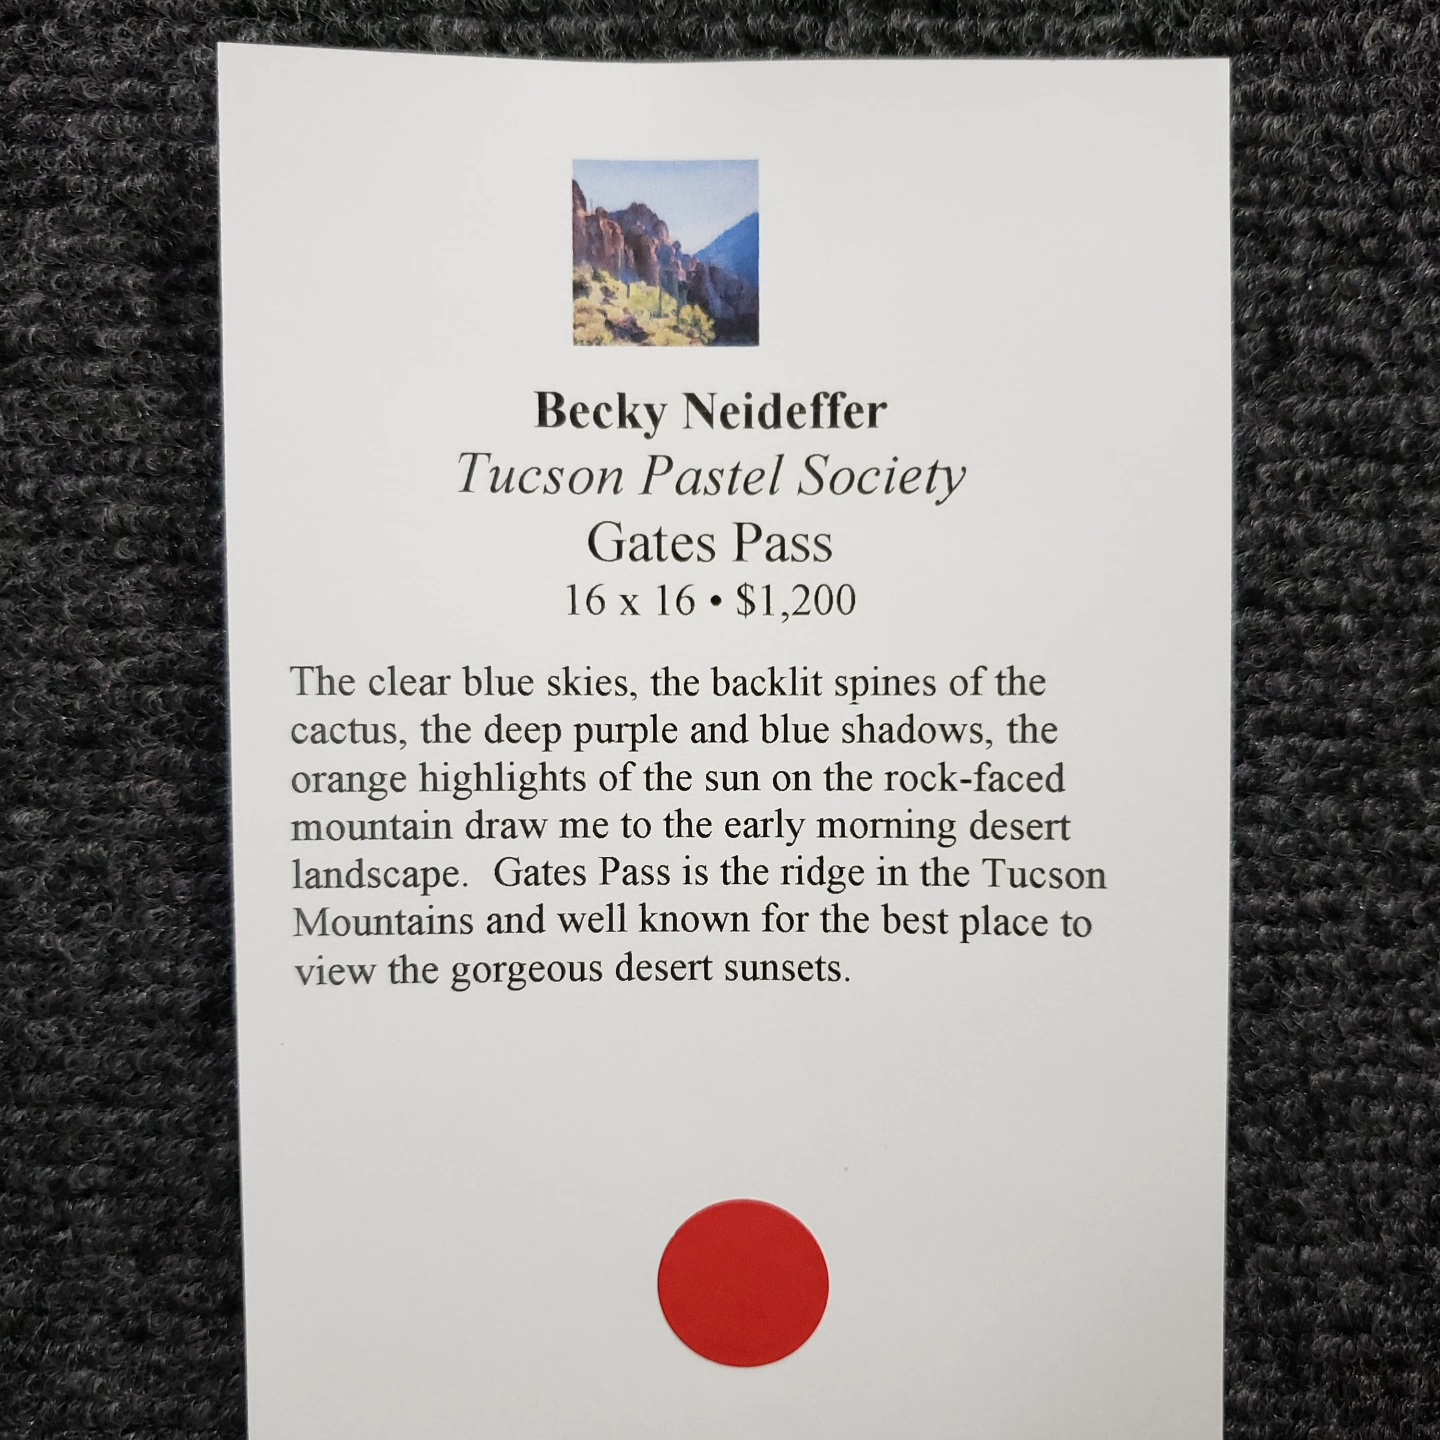 Becky Neideffer
Tucson Pastel Society
Gates Pass
16 x 16 • $1,200
The clear blue skies, the backlit spines of the
cactus, the deep purple and blue shadows, the
orange highlights of the sun on the rock-faced
mountain draw me to the early morning desert
landscape.  Gates Pass is the ridge in the Tucson
Mountains and well known for the best place to
view the gorgeous desert sunsets.